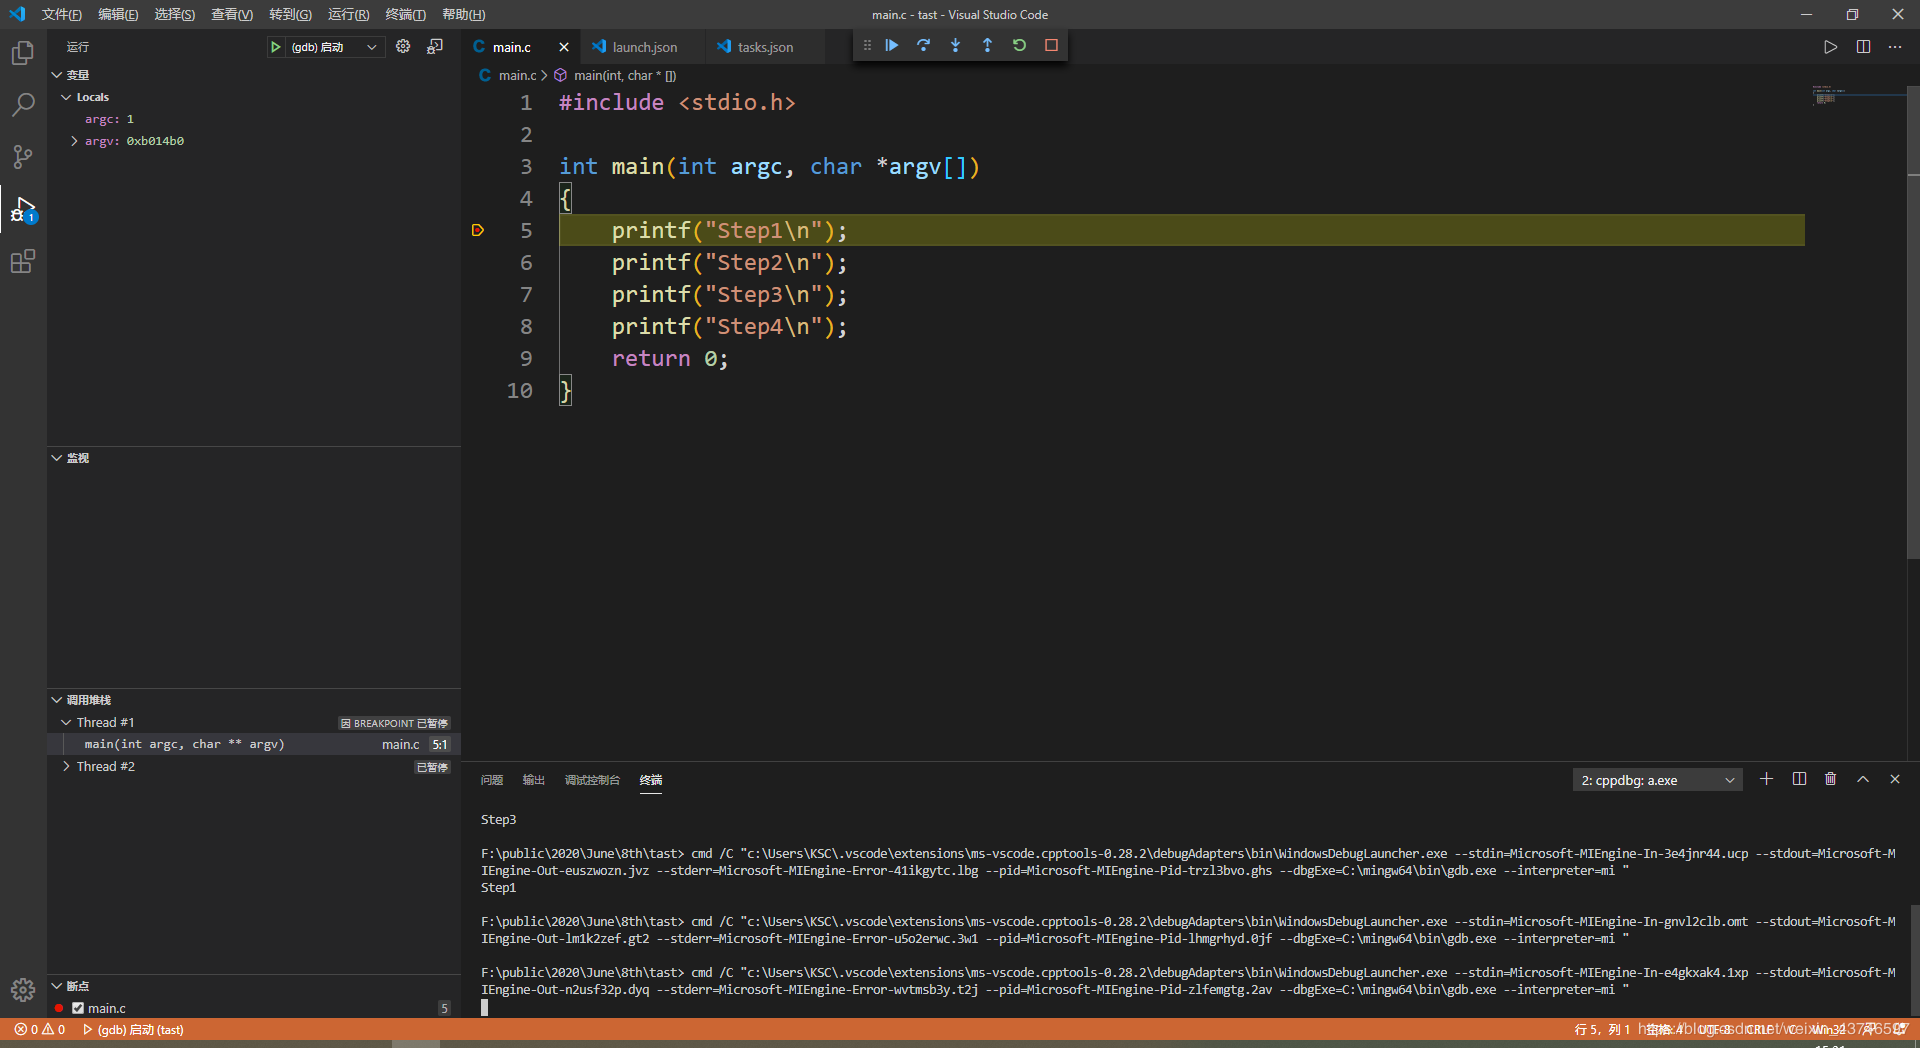 文件(F) 编辑(E) 选择(S) 查看(V) 转到(G) 运行(R) 终端(T) 帮助(H)
main.c - tast - Visual Studio Code
运行
(gdb) 启动
main.c
launch.json
tasks.json
main.c > main(int, char * [])
变量
Locals
argc: 1
argv: 0xb014b0
1
1 #include <stdio.h>
2
3 int main(int argc, char *argv[])
4 {
5 printf("Step1\n");
6 printf("Step2\n");
7 printf("Step3\n");
8 printf("Step4\n");
9 return 0;
10 }
监视
调用堆栈
Thread #1 因 BREAKPOINT 已暂停
main(int argc, char ** argv) main.c 5:1
Thread #2 已暂停
断点
main.c 5
问题 输出 调试控制台 终端
2: cppdbg: a.exe
Step3
F:\public\2020\June\8th\tast> cmd /C "c:\Users\KSC\.vscode\extensions\ms-vscode.cpptools-0.28.2\debugAdapters\bin\WindowsDebugLauncher.exe --stdin=Microsoft-MIEngine-In-3e4jnr44.ucp --stdout=Microsoft-M
IEngine-Out-euszwozn.jvz --stderr=Microsoft-MIEngine-Error-41ikgytc.lbg --pid=Microsoft-MIEngine-Pid-trzl3bvo.ghs --dbgExe=C:\mingw64\bin\gdb.exe --interpreter=mi "
Step1
F:\public\2020\June\8th\tast> cmd /C "c:\Users\KSC\.vscode\extensions\ms-vscode.cpptools-0.28.2\debugAdapters\bin\WindowsDebugLauncher.exe --stdin=Microsoft-MIEngine-In-gnvl2clb.omt --stdout=Microsoft-M
IEngine-Out-lm1k2zef.gt2 --stderr=Microsoft-MIEngine-Error-u5o2erwc.3w1 --pid=Microsoft-MIEngine-Pid-lhmgrhyd.0jf --dbgExe=C:\mingw64\bin\gdb.exe --interpreter=mi "
F:\public\2020\June\8th\tast> cmd /C "c:\Users\KSC\.vscode\extensions\ms-vscode.cpptools-0.28.2\debugAdapters\bin\WindowsDebugLauncher.exe --stdin=Microsoft-MIEngine-In-e4gkxak4.1xp --stdout=Microsoft-M
IEngine-Out-n2usf32p.dyq --stderr=Microsoft-MIEngine-Error-wvtmsb3y.t2j --pid=Microsoft-MIEngine-Pid-zlfemgtg.2av --dbgExe=C:\mingw64\bin\gdb.exe --interpreter=mi "
0 0 (gdb) 启动 (tast)
行 5, 列 1 空格: 4 UTF-8 CRLF C Win32